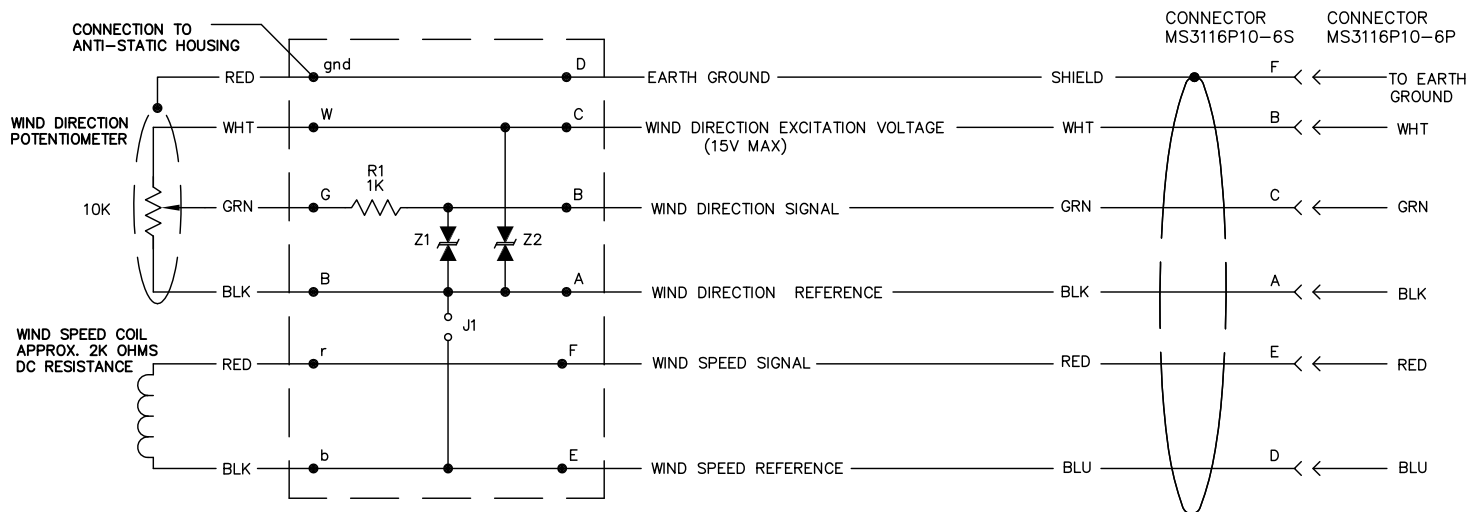 CONNECTION TO
ANTI-STATIC HOUSING
CONNECTOR
MS3116P10-6S
CONNECTOR
MS3116P10-6P
RED
gnd
D
EARTH GROUND
SHIELD
F
TO EARTH
GROUND
WIND DIRECTION
POTENTIOMETER
WHT
W
C
WIND DIRECTION EXCITATION VOLTAGE
(15V MAX)
WHT
B
WHT
10K
GRN
G
R1
1K
B
WIND DIRECTION SIGNAL
GRN
C
GRN
Z1
Z2
BLK
B
A
WIND DIRECTION REFERENCE
BLK
A
BLK
J1
WIND SPEED COIL
APPROX. 2K OHMS
DC RESISTANCE
RED
r
F
WIND SPEED SIGNAL
RED
E
RED
BLK
b
E
WIND SPEED REFERENCE
BLU
D
BLU